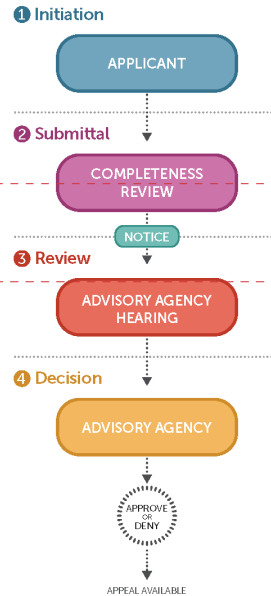 1 Initiation
APPLICANT
2 Submittal
COMPLETENESS
REVIEW
NOTICE
3 Review
ADVISORY AGENCY
HEARING
4 Decision
ADVISORY AGENCY
APPROVE
OR
DENY
APPEAL AVAILABLE